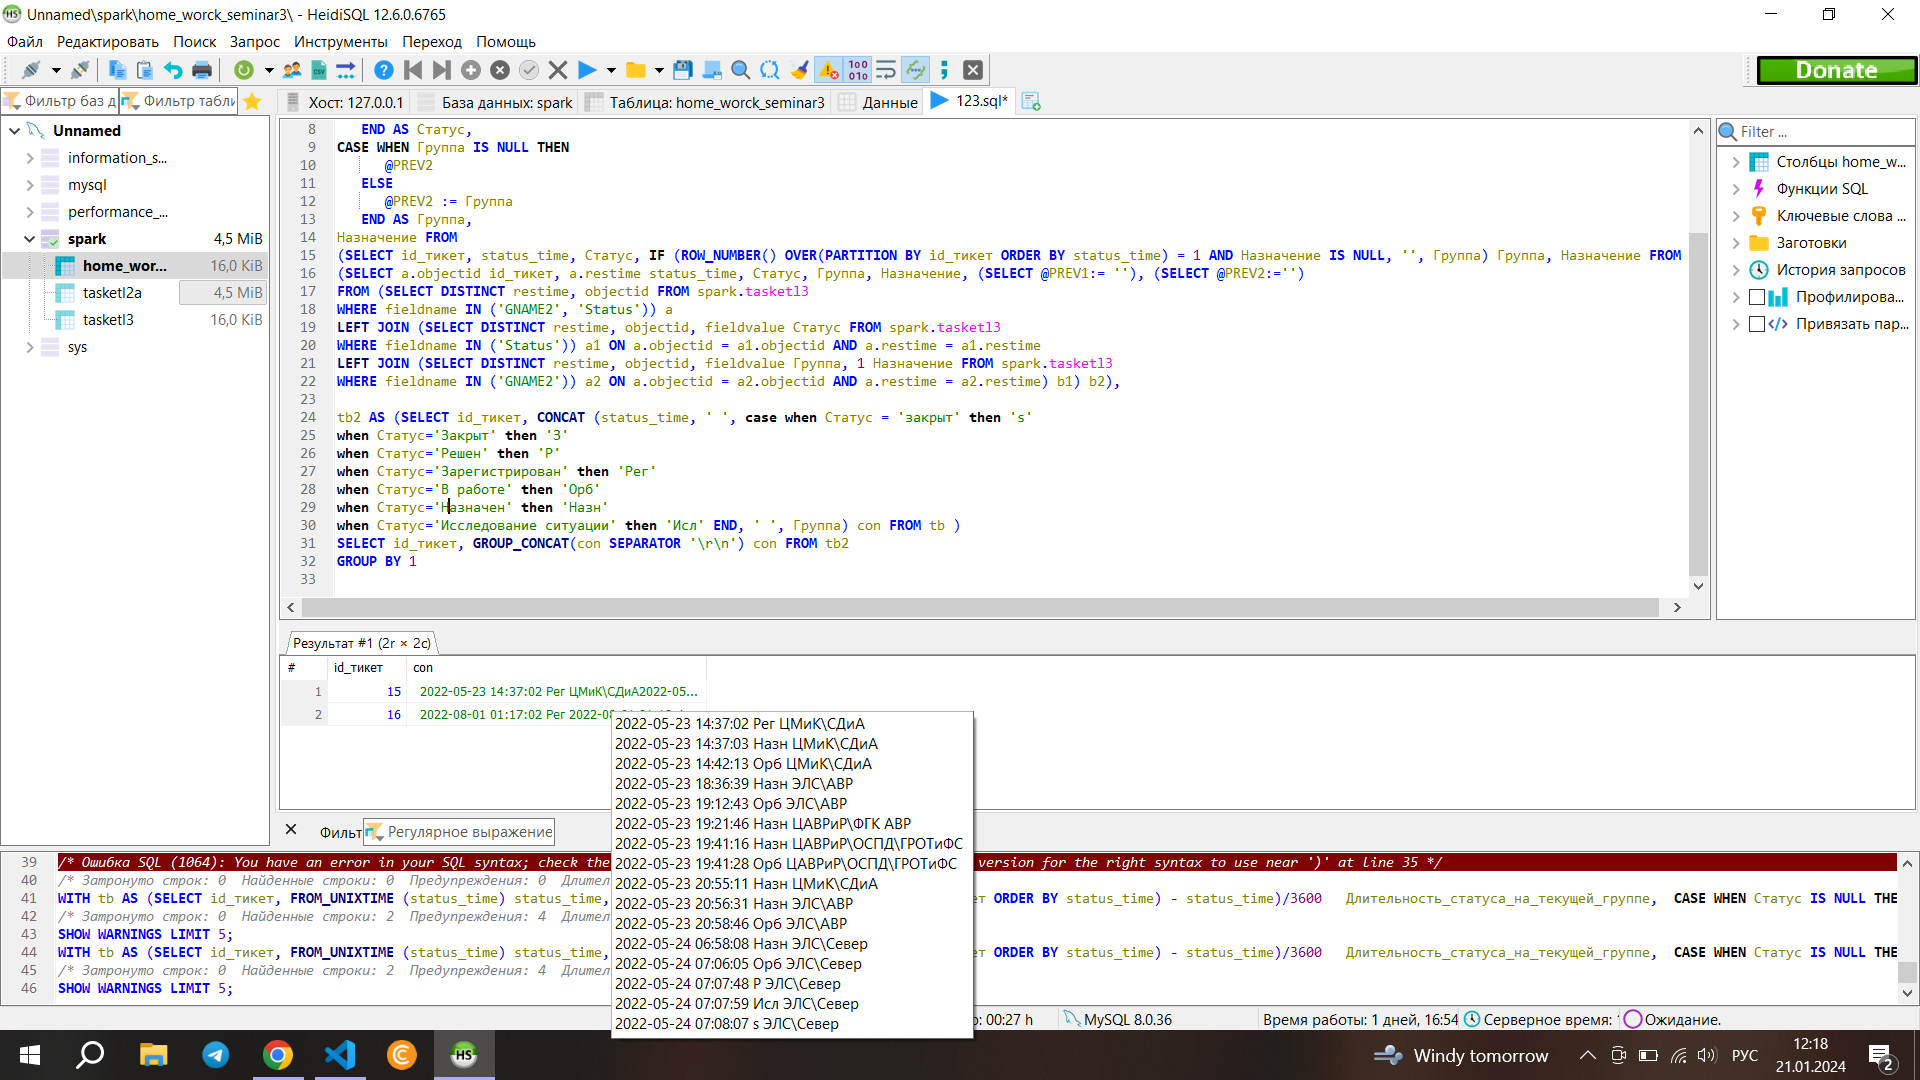 Unnamed\spark\home_worck_seminar3\ - HeidiSQL 12.6.0.6765
Файл Редактировать Поиск Запрос Инструменты Переход Помощь
Donate
Фильтр баз д
Фильтр табли
Хост: 127.0.0.1
База данных: spark
Таблица: home_worck_seminar3
Данные
123.sql*
Unnamed
information_s...
mysql
performance_...
spark 4,5 MiB
home_wor... 16,0 KiB
tasketl2a 4,5 MiB
tasketl3 16,0 KiB
sys
8 END AS Статус,
9 CASE WHEN Группа IS NULL THEN
10 @PREV2
11 ELSE
12 @PREV2 := Группа
13 END AS Группа,
14 Назначение FROM
15 (SELECT id_тикет, status_time, Статус, IF (ROW_NUMBER() OVER(PARTITION BY id_тикет ORDER BY status_time) = 1 AND Назначение IS NULL, '', Группа) Группа, Назначение FROM
16 (SELECT a.objectid id_тикет, a.restime status_time, Статус, Группа, Назначение, (SELECT @PREV1:= ''), (SELECT @PREV2:='')
17 FROM (SELECT DISTINCT restime, objectid FROM spark.tasketl3
18 WHERE fieldname IN ('GNAME2', 'Status')) a
19 LEFT JOIN (SELECT DISTINCT restime, objectid, fieldvalue Статус FROM spark.tasketl3
20 WHERE fieldname IN ('Status')) a1 ON a.objectid = a1.objectid AND a.restime = a1.restime
21 LEFT JOIN (SELECT DISTINCT restime, objectid, fieldvalue Группа, 1 Назначение FROM spark.tasketl3
22 WHERE fieldname IN ('GNAME2')) a2 ON a.objectid = a2.objectid AND a.restime = a2.restime) b1) b2),
23
24 tb2 AS (SELECT id_тикет, CONCAT (status_time, ' ', case when Статус = 'закрыт' then 's'
25 when Статус='Закрыт' then 'З'
26 when Статус='Решен' then 'Р'
27 when Статус='Зарегистрирован' then 'Рег'
28 when Статус='В работе' then 'Орб'
29 when Статус='Назначен' then 'Назн'
30 when Статус='Исследование ситуации' then 'Исл' END, ' ', Группа) con FROM tb )
31 SELECT id_тикет, GROUP_CONCAT(con SEPARATOR '\r\n') con FROM tb2
32 GROUP BY 1
33
Filter ...
Столбцы home_w...
Функции SQL
Ключевые слова ...
Заготовки
История запросов
Профилирова...
Привязать пар...
Результат #1 (2r × 2c)
# id_тикет con
1 15 2022-05-23 14:37:02 Рег ЦМиК\СДиА2022-05...
2 16 2022-08-01 01:17:02 Рег
2022-05-23 14:37:02 Рег ЦМиК\СДиА
2022-05-23 14:37:03 Назн ЦМиК\СДиА
2022-05-23 14:42:13 Орб ЦМиК\СДиА
2022-05-23 18:36:39 Назн ЭЛС\АВР
2022-05-23 19:12:43 Орб ЭЛС\АВР
2022-05-23 19:21:46 Назн ЦАВРиР\ФГК АВР
2022-05-23 19:41:16 Назн ЦАВРиР\ОСПД\ГРОТиФС
2022-05-23 19:41:28 Орб ЦАВРиР\ОСПД\ГРОТиФС
2022-05-23 20:55:11 Назн ЦМиК\СДиА
2022-05-23 20:56:31 Назн ЭЛС\АВР
2022-05-23 20:58:46 Орб ЭЛС\АВР
2022-05-24 06:58:08 Назн ЭЛС\Север
2022-05-24 07:06:05 Орб ЭЛС\Север
2022-05-24 07:07:48 Р ЭЛС\Север
2022-05-24 07:07:59 Исл ЭЛС\Север
2022-05-24 07:08:07 s ЭЛС\Север
Фильт
Регулярное выражение
39 /* Ошибка SQL (1064): You have an error in your SQL syntax; check the version for the right syntax to use near ')' at line 35 */
40 /* Затронуто строк: 0 Найденные строки: 0 Предупреждения: 0 Длител
41 WITH tb AS (SELECT id_тикет, FROM_UNIXTIME (status_time) status_time, ет ORDER BY status_time) - status_time)/3600 Длительность_статуса_на_текущей_группе, CASE WHEN Статус IS NULL THE
42 /* Затронуто строк: 0 Найденные строки: 2 Предупреждения: 4 Длител
43 SHOW WARNINGS LIMIT 5;
44 WITH tb AS (SELECT id_тикет, FROM_UNIXTIME (status_time) status_time, ет ORDER BY status_time) - status_time)/3600 Длительность_статуса_на_текущей_группе, CASE WHEN Статус IS NULL THE
45 /* Затронуто строк: 0 Найденные строки: 2 Предупреждения: 4 Длител
46 SHOW WARNINGS LIMIT 5;
о: 00:27 h
MySQL 8.0.36
Время работы: 1 дней, 16:54
Серверное время:
Ожидание.
HS
Windy tomorrow
РУС
12:18
21.01.2024
2